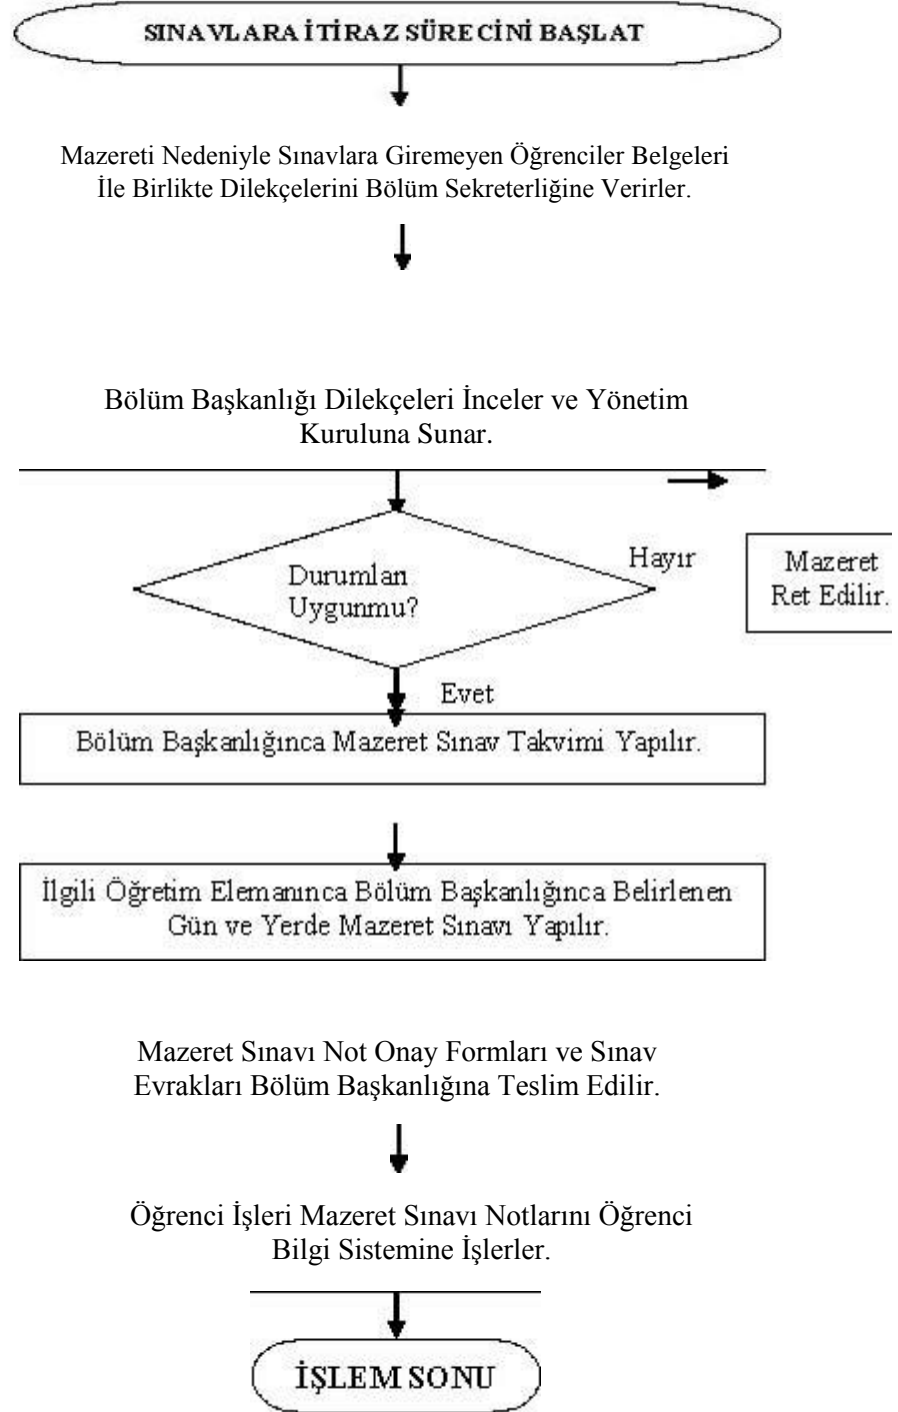 SINAVLARA İTİRAZ SÜRECİNİ BAŞLAT
Mazereti Nedeniyle Sınavlara Giremeyen Öğrenciler Belgeleri
İle Birlikte Dilekçelerini Bölüm Sekreterliğine Verirler.
Bölüm Başkanlığı Dilekçeleri İnceler ve Yönetim
Kuruluna Sunar.
Durumları
Uygunmu?
Hayır
Mazeret
Ret Edilir.
Evet
Bölüm Başkanlığınca Mazeret Sınav Takvimi Yapılır.
İlgili Öğretim Elemanınca Bölüm Başkanlığınca Belirlenen
Gün ve Yerde Mazeret Sınavı Yapılır.
Mazeret Sınavı Not Onay Formları ve Sınav
Evrakları Bölüm Başkanlığına Teslim Edilir.
Öğrenci İşleri Mazeret Sınavı Notlarını Öğrenci
Bilgi Sistemine İşlerler.
İŞLEM SONU